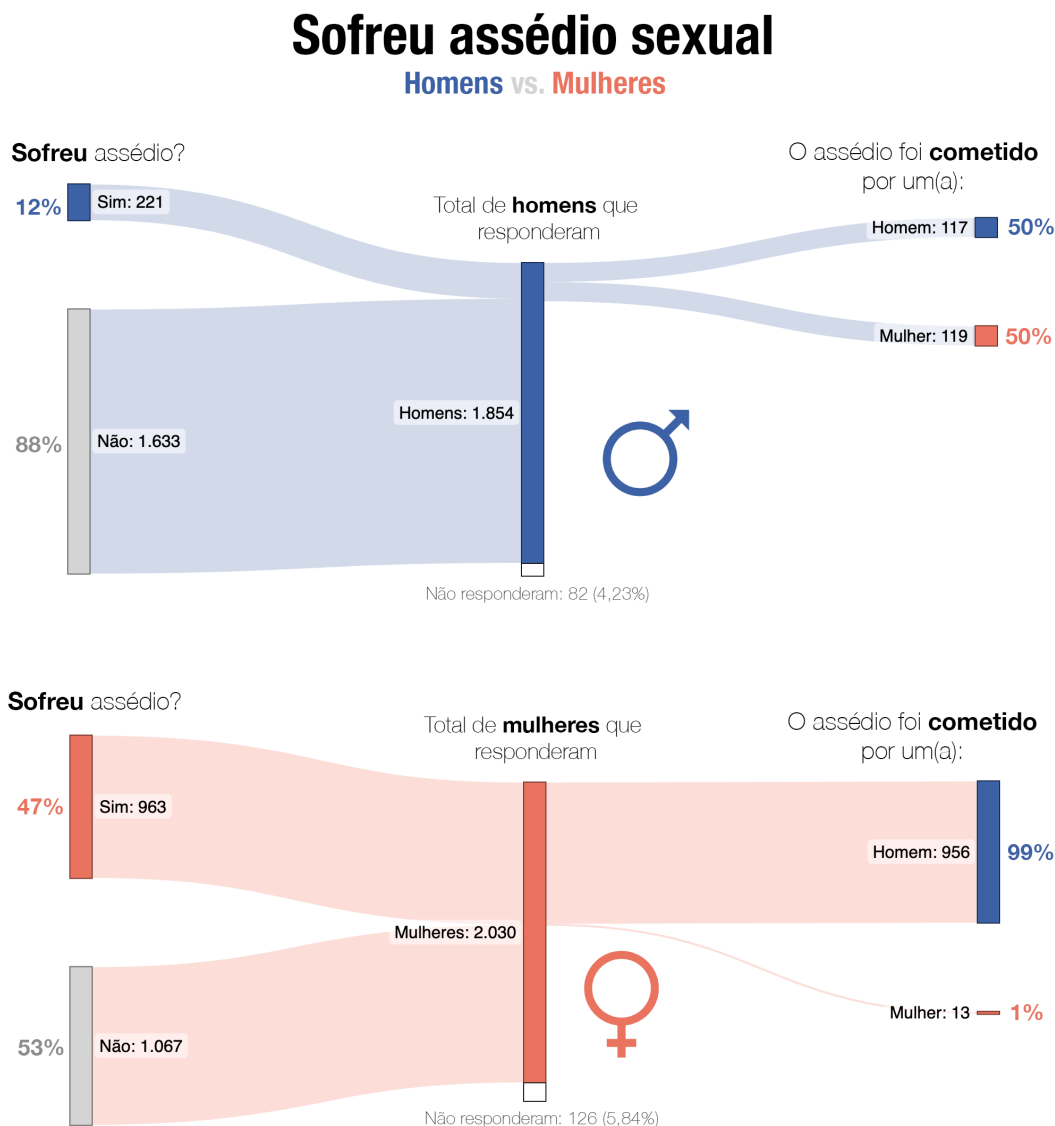 Sofreu assédio sexual
Homens vs. Mulheres
Sofreu assédio?
12%
Sim: 221
88%
Não: 1.633
Total de homens que
responderam
Homens: 1.854
Não responderam: 82 (4,23%)
O assédio foi cometido
por um(a):
Homem: 117
50%
Mulher: 119
50%
Sofreu assédio?
47%
Sim: 963
53%
Não: 1.067
Total de mulheres que
responderam
Mulheres: 2.030
Não responderam: 126 (5,84%)
O assédio foi cometido
por um(a):
Homem: 956
99%
Mulher: 13
1%